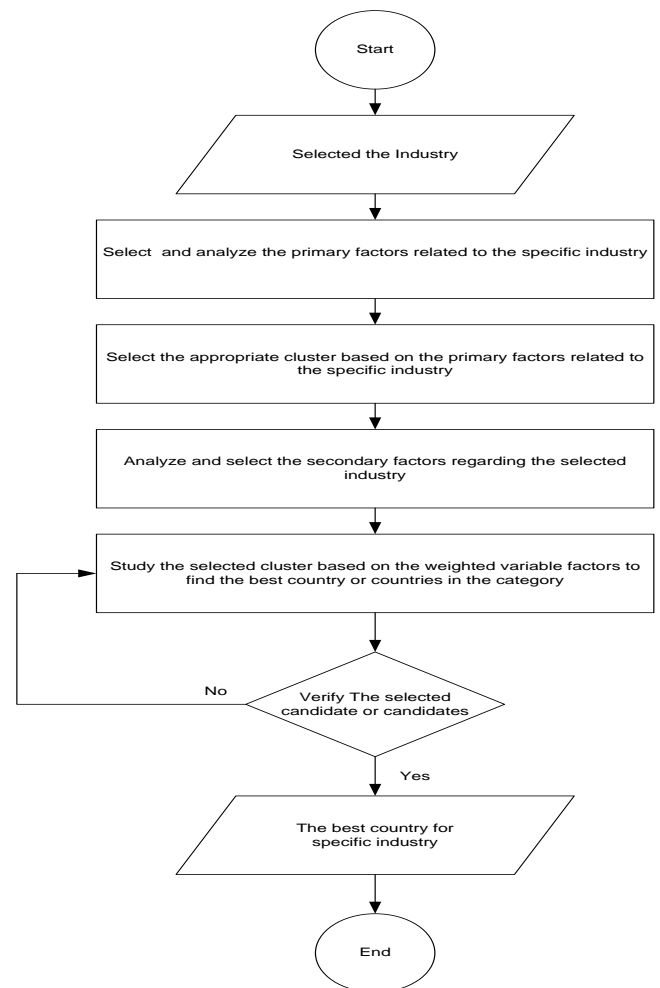 Start
Selected the Industry
Select and analyze the primary factors related to the specific industry
Select the appropriate cluster based on the primary factors related to
the specific industry
Analyze and select the secondary factors regarding the selected
industry
Study the selected cluster based on the weighted variable factors to
find the best country or countries in the category
No
Verify The selected
candidate or candidates
Yes
The best country for
specific industry
End